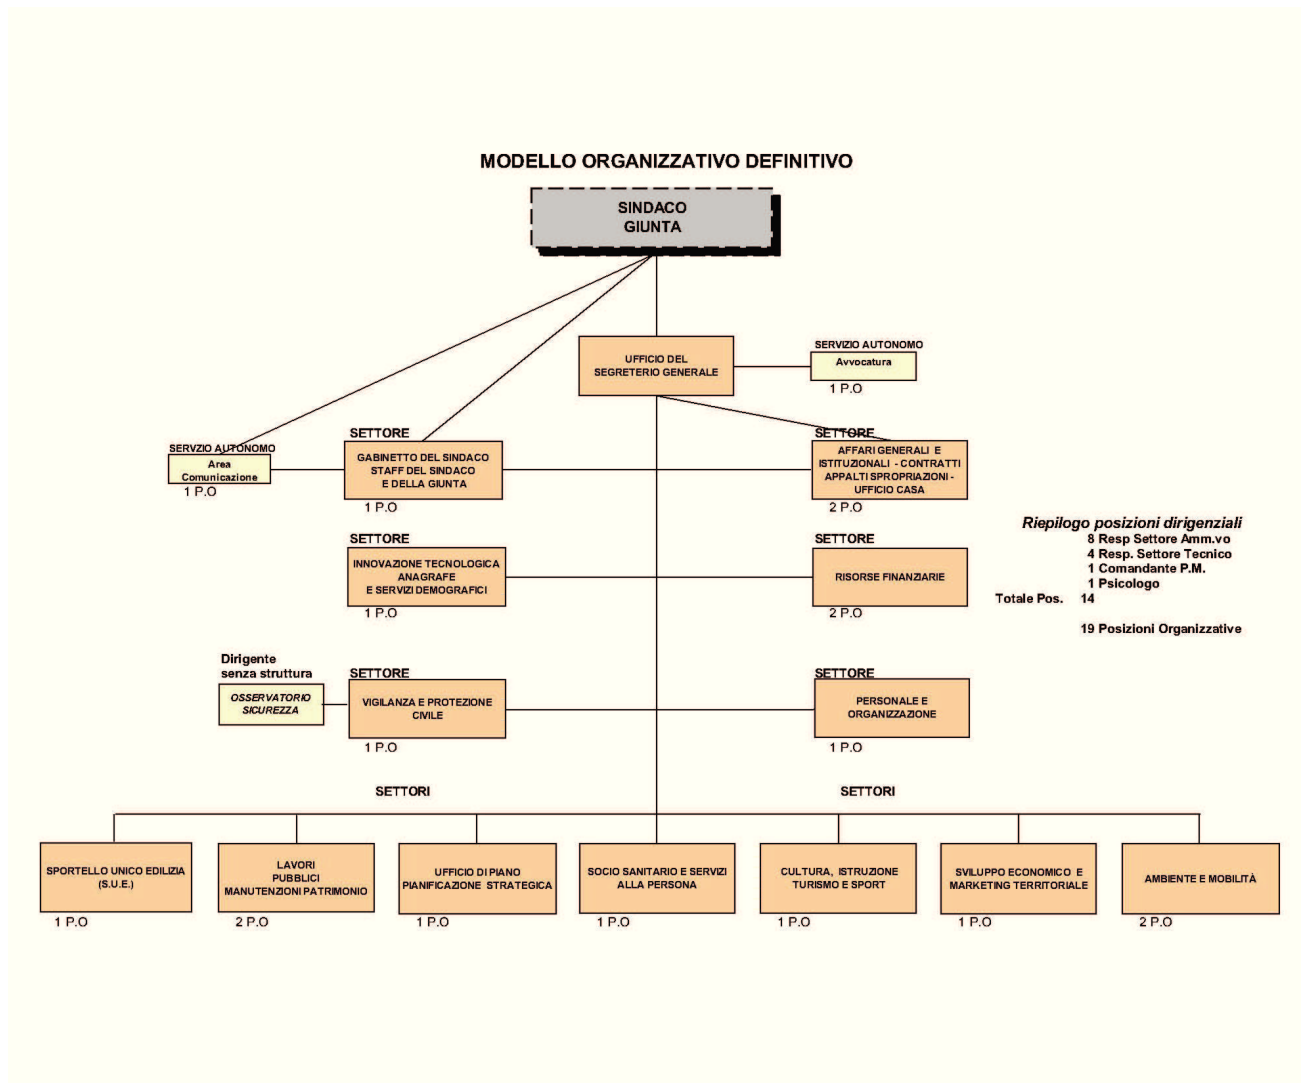 MODELLO ORGANIZZATIVO DEFINITIVO
SINDACO
GIUNTA
UFFICIO DEL
SEGRETERIO GENERALE
SERVIZIO AUTONOMO
Avvocatura
1 P.O
SERVZIO AUTONOMO
Area
Comunicazione
1 P.O
SETTORE
GABINETTO DEL SINDACO
STAFF DEL SINDACO
E DELLA GIUNTA
1 P.O
SETTORE
AFFARI GENERALI E
ISTITUZIONALI - CONTRATTI
APPALTI SPROPRIAZIONI -
UFFICIO CASA
2 P.O
Riepilogo posizioni dirigenziali
8 Resp Settore Amm.vo
4 Resp. Settore Tecnico
1 Comandante P.M.
1 Psicologo
Totale Pos. 14
19 Posizioni Organizzative
SETTORE
INNOVAZIONE TECNOLOGICA
ANAGRAFE
E SERVIZI DEMOGRAFICI
1 P.O
SETTORE
RISORSE FINANZIARIE
2 P.O
Dirigente
senza struttura
OSSERVATORIO
SICUREZZA
SETTORE
VIGILANZA E PROTEZIONE
CIVILE
1 P.O
SETTORE
PERSONALE E
ORGANIZZAZIONE
1 P.O
SETTORI
SETTORI
SPORTELLO UNICO EDILIZIA
(S.U.E.)
1 P.O
LAVORI
PUBBLICI
MANUTENZIONI PATRIMONIO
2 P.O
UFFICIO DI PIANO
PIANIFICAZIONE STRATEGICA
1 P.O
SOCIO SANITARIO E SERVIZI
ALLA PERSONA
1 P.O
CULTURA, ISTRUZIONE
TURISMO E SPORT
1 P.O
SVILUPPO ECONOMICO E
MARKETING TERRITORIALE
1 P.O
AMBIENTE E MOBILITÀ
2 P.O